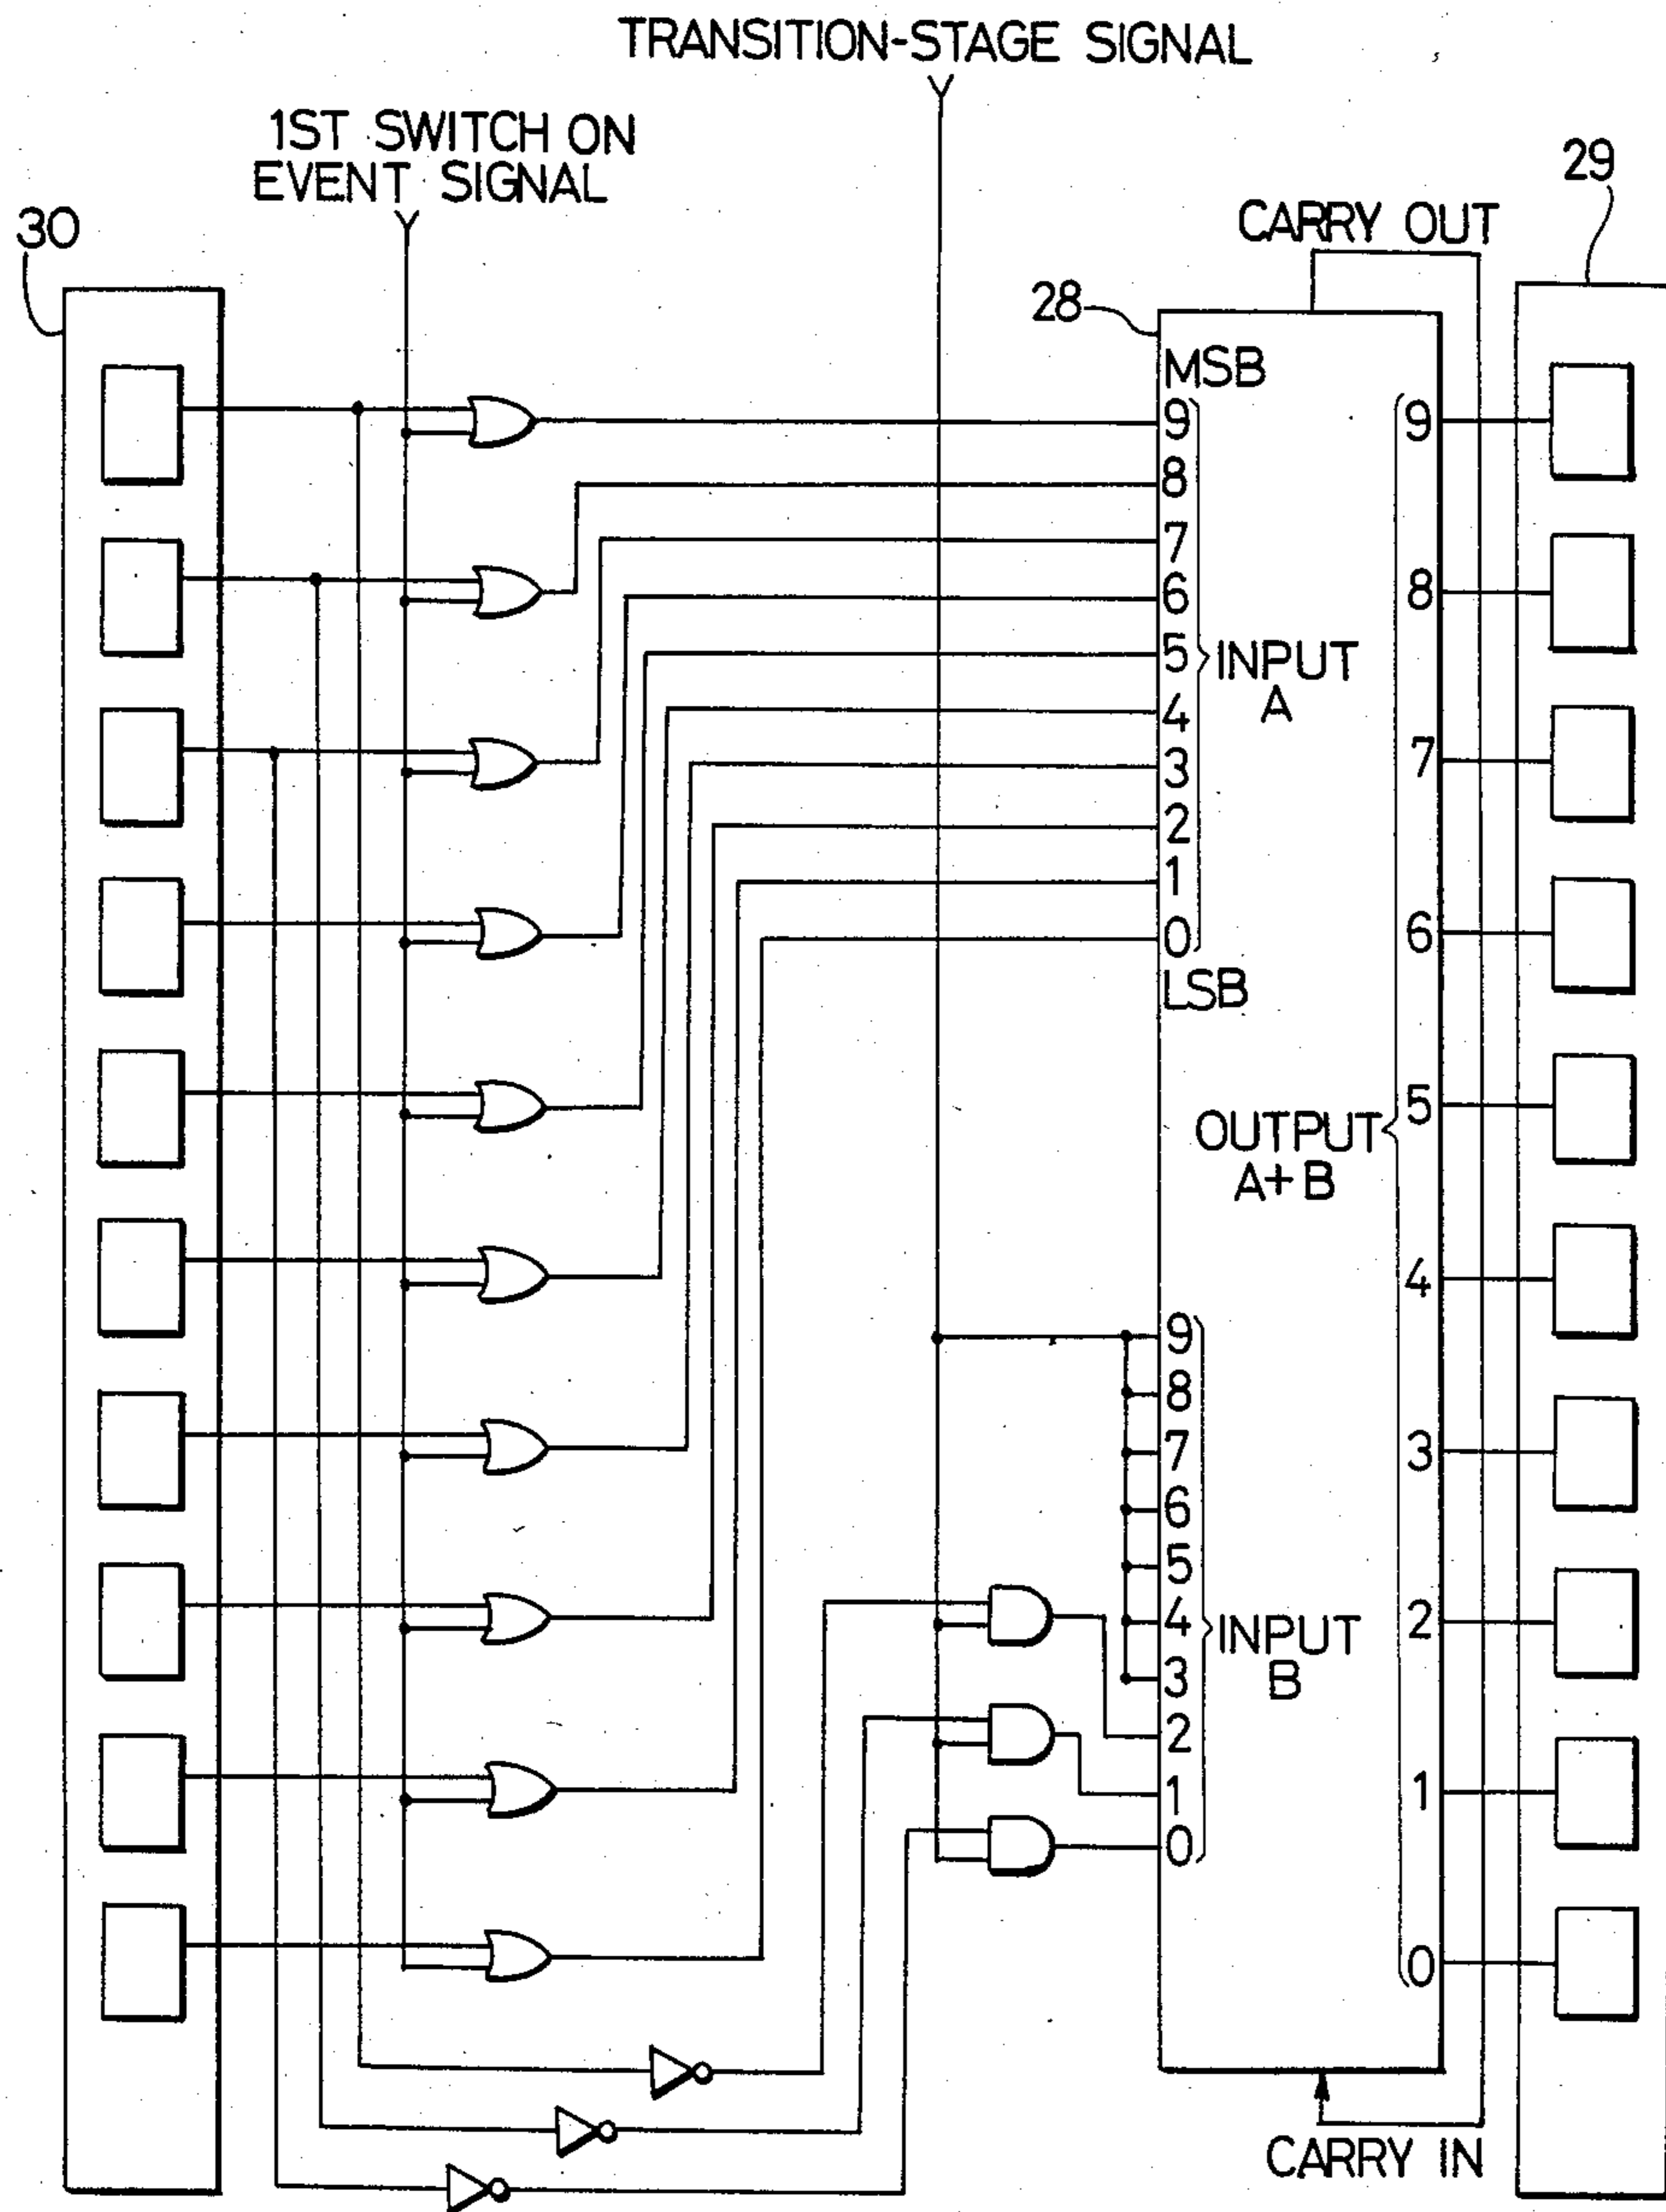 TRANSITION-STAGE SIGNAL
1ST SWITCH ON
EVENT SIGNAL
29
30
CARRY OUT
28
MSB
9
8
7
6
5
4
3
2
1
0
LSB
INPUT
A
OUTPUT
A+B
9
8
7
6
5
4
3
2
1
0
INPUT
B
9
8
7
6
5
4
3
2
1
0
CARRY IN